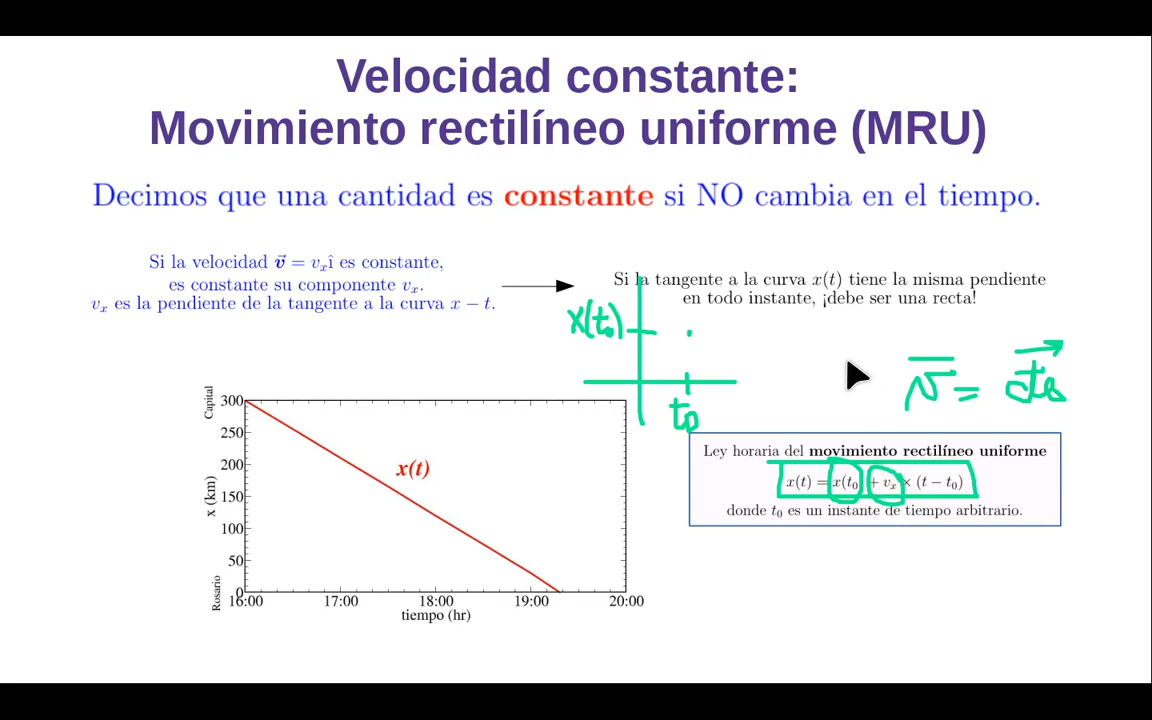 Velocidad constante:
Movimiento rectilíneo uniforme (MRU)
Decimos que una cantidad es constante si NO cambia en el tiempo.
Si la velocidad v⃗ = vₓî es constante,
es constante su componente vₓ.
vₓ es la pendiente de la tangente a la curva x − t.
Si la tangente a la curva x(t) tiene la misma pendiente
en todo instante, ¡debe ser una recta!
x(t₀)
t₀
v̅ = cte
Capital
300
250
200
150
100
50
0
x (km)
Rosario
x(t)
16:00 17:00 18:00 19:00 20:00
tiempo (hr)
Ley horaria del movimiento rectilíneo uniforme
x(t) = x(t₀) + vₓ × (t − t₀)
donde t₀ es un instante de tiempo arbitrario.